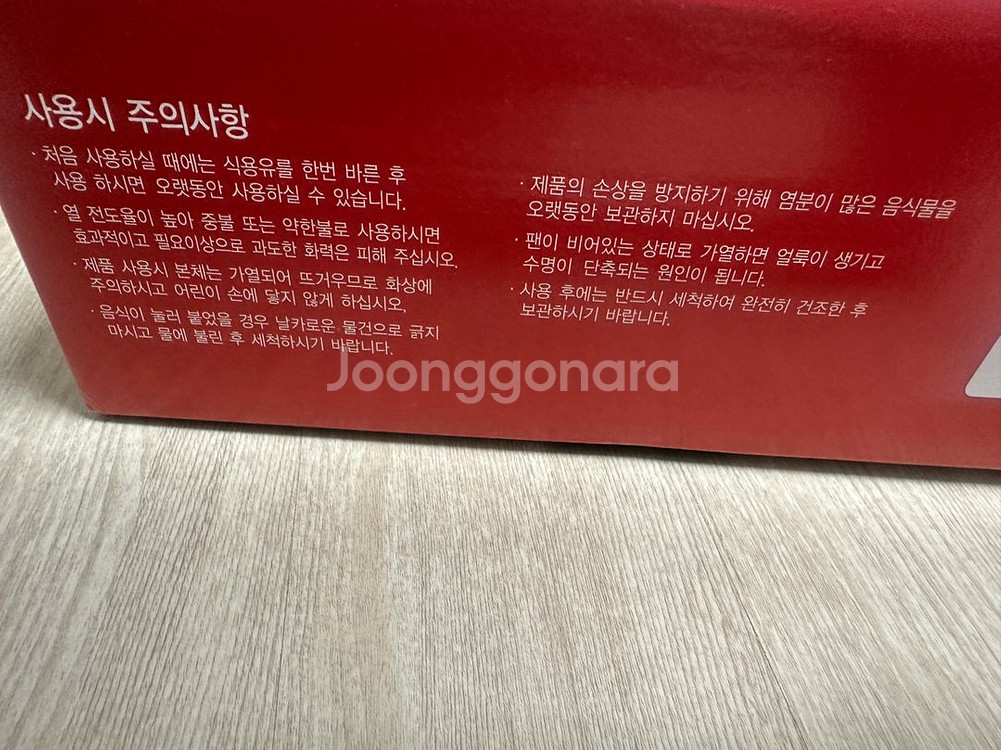 사용시 주의사항
· 처음 사용하실 때에는 식용유를 한번 바른 후
사용 하시면 오랫동안 사용하실 수 있습니다.
· 열 전도율이 높아 중불 또는 약한불로 사용하시면
효과적이고 필요이상으로 과도한 화력은 피해 주십시오.
· 제품 사용시 본체는 가열되어 뜨거우므로 화상에
주의하시고 어린이 손에 닿지 않게 하십시오.
· 음식이 눌러 붙었을 경우 날카로운 물건으로 긁지
마시고 물에 불린 후 세척하시기 바랍니다.
· 제품의 손상을 방지하기 위해 염분이 많은 음식물을
오랫동안 보관하지 마십시오.
· 팬이 비어있는 상태로 가열하면 얼룩이 생기고
수명이 단축되는 원인이 됩니다.
· 사용 후에는 반드시 세척하여 완전히 건조한 후
보관하시기 바랍니다.
Joonggonara